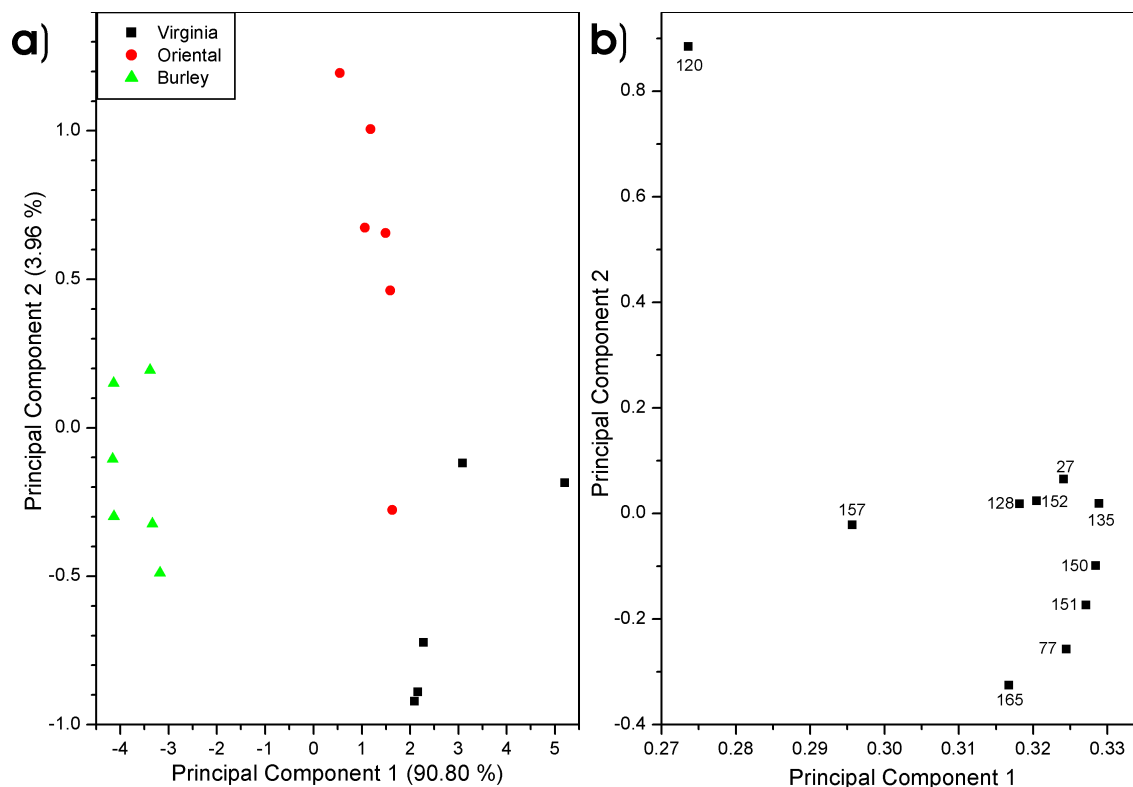 a)
Virginia
Oriental
Burley
1.0
0.5
0.0
-0.5
-1.0
Principal Component 2 (3.96 %)
-4 -3 -2 -1 0 1 2 3 4 5
Principal Component 1 (90.80 %)
b)
120
27
128 152
135
157
150
151
77
165
0.8
0.6
0.4
0.2
0.0
-0.2
-0.4
Principal Component 2
0.27 0.28 0.29 0.30 0.31 0.32 0.33
Principal Component 1